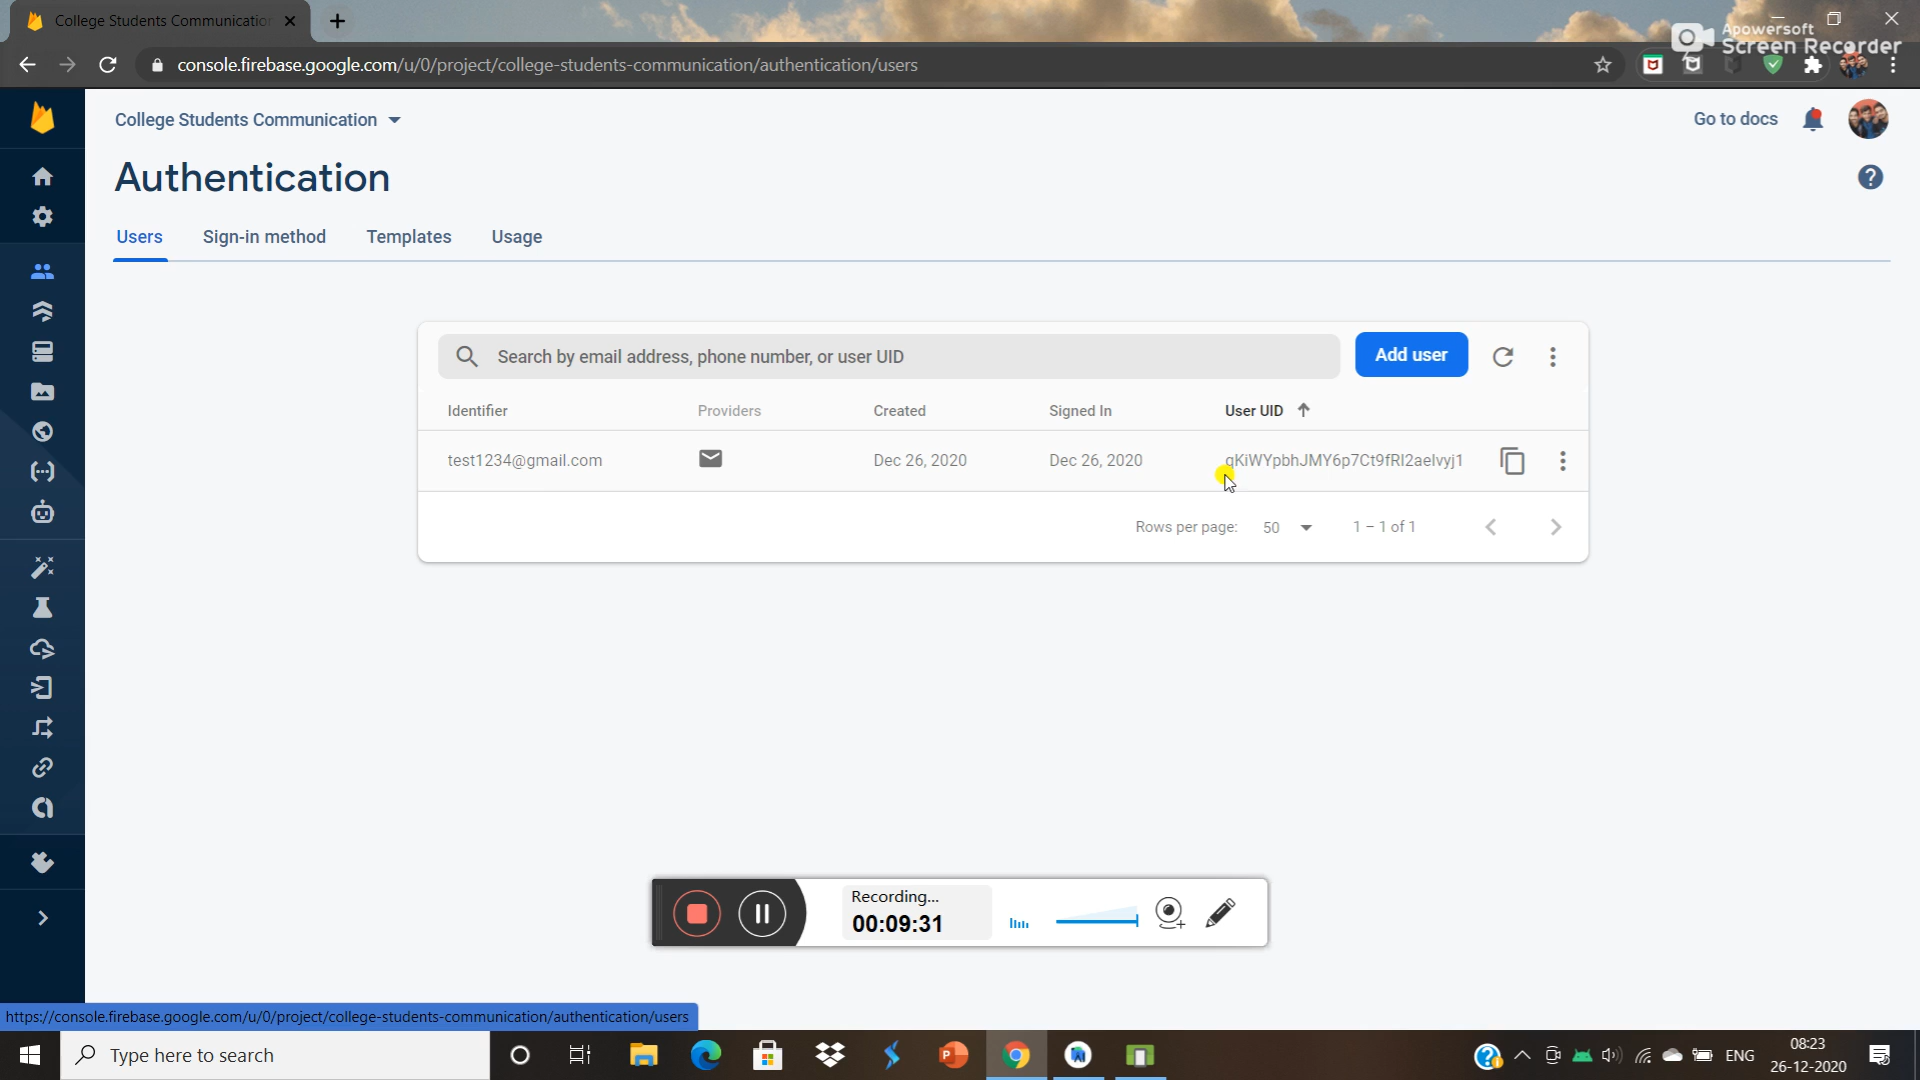 College Students Communication
Apowersoft
Screen Recorder
console.firebase.google.com/u/0/project/college-students-communication/authentication/users
College Students Communication
Go to docs
Authentication
Users Sign-in method Templates Usage
Search by email address, phone number, or user UID
Add user
Identifier Providers Created Signed In User UID
test1234@gmail.com Dec 26, 2020 Dec 26, 2020 qKiWYpbhJMY6p7Ct9fRI2aelvyj1
Rows per page: 50 1 – 1 of 1
Recording...
00:09:31
https://console.firebase.google.com/u/0/project/college-students-communication/authentication/users
Type here to search
ENG
08:23
26-12-2020